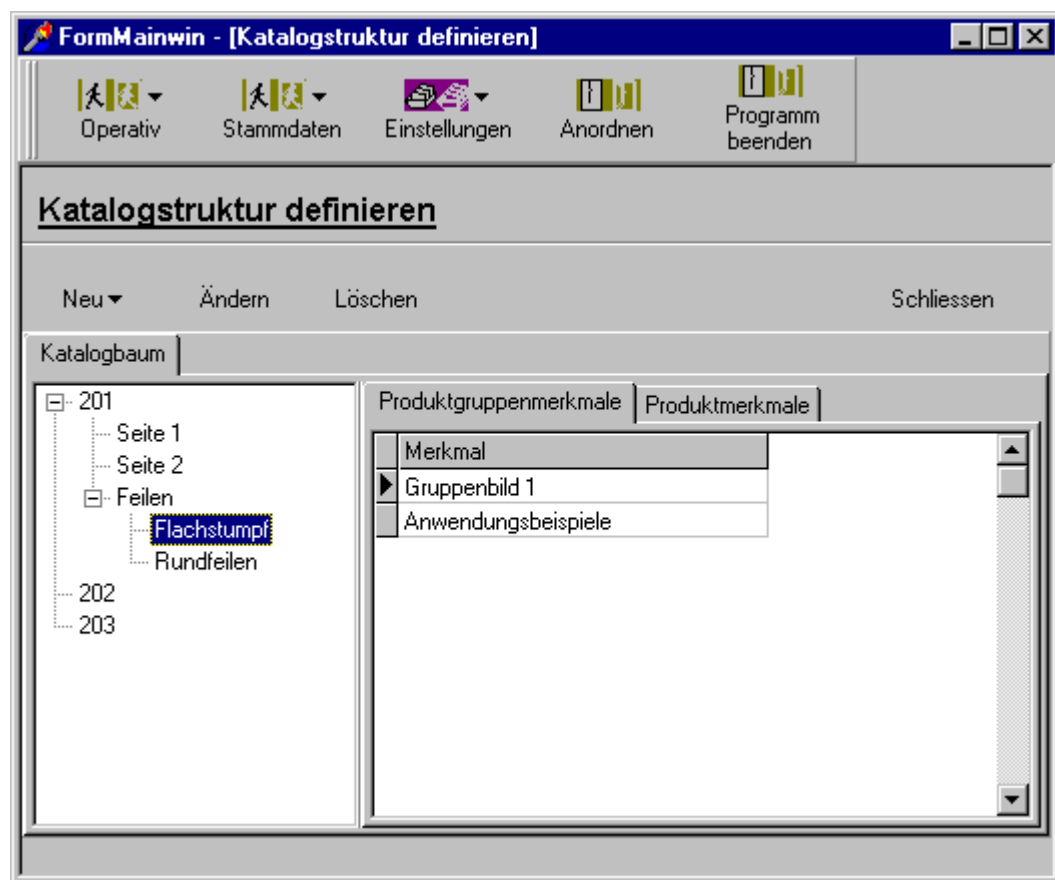 FormMainwin - [Katalogstruktur definieren]
Operativ Stammdaten Einstellungen Anordnen Programm
beenden
Katalogstruktur definieren
Neu Ändern Löschen Schliessen
Katalogbaum
201
Seite 1
Seite 2
Feilen
Flachstumpf
Rundfeilen
202
203
Produktgruppenmerkmale Produktmerkmale
Merkmal
Gruppenbild 1
Anwendungsbeispiele